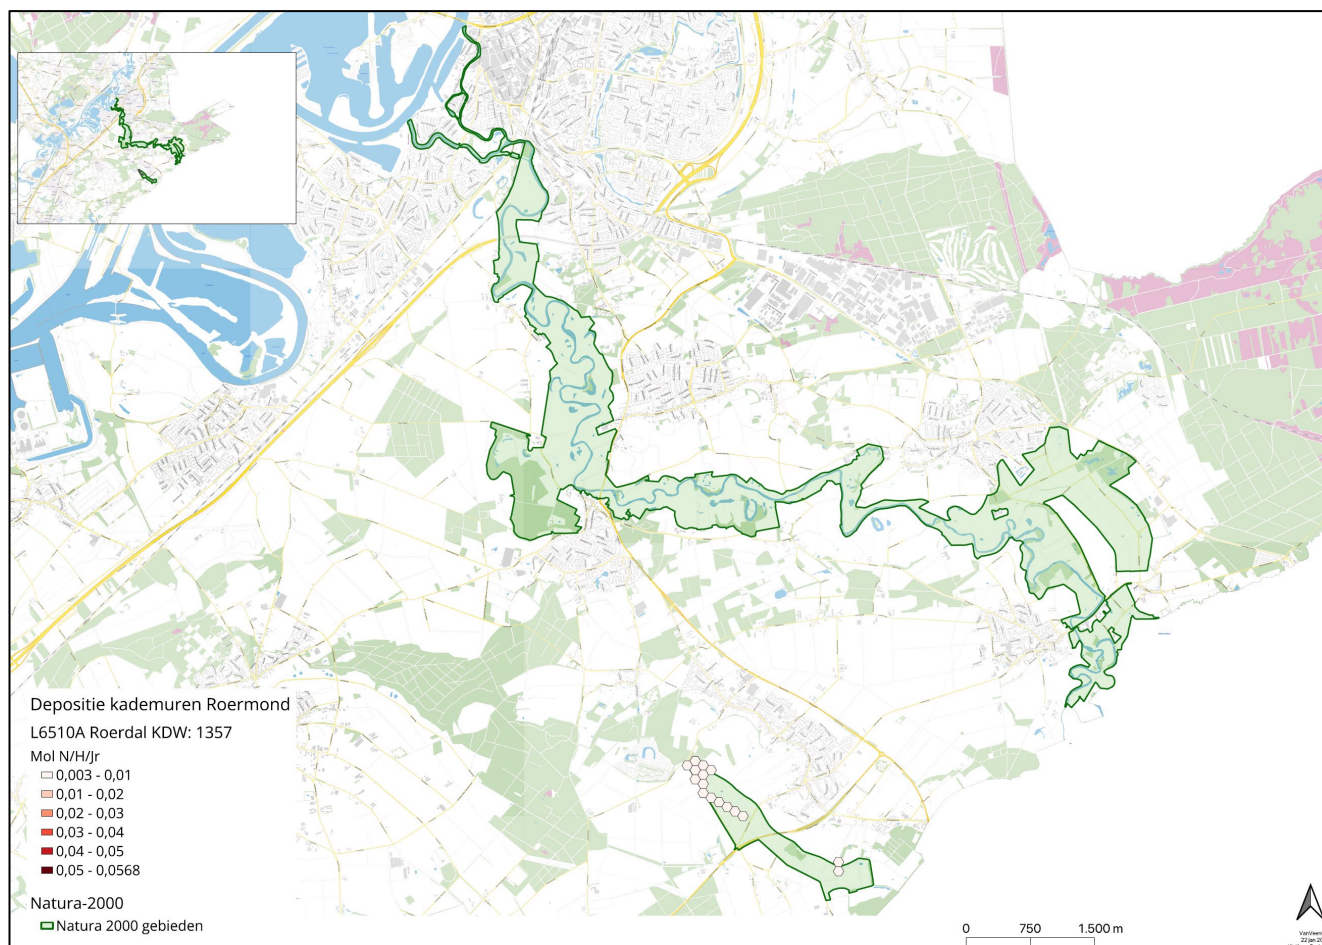 Depositie kademuren Roermond
L6510A Roerdal KDW: 1357
Mol N/H/Jr
0,003 - 0,01
0,01 - 0,02
0,02 - 0,03
0,03 - 0,04
0,04 - 0,05
0,05 - 0,0568
Natura-2000
Natura 2000 gebieden
0 750 1.500 m